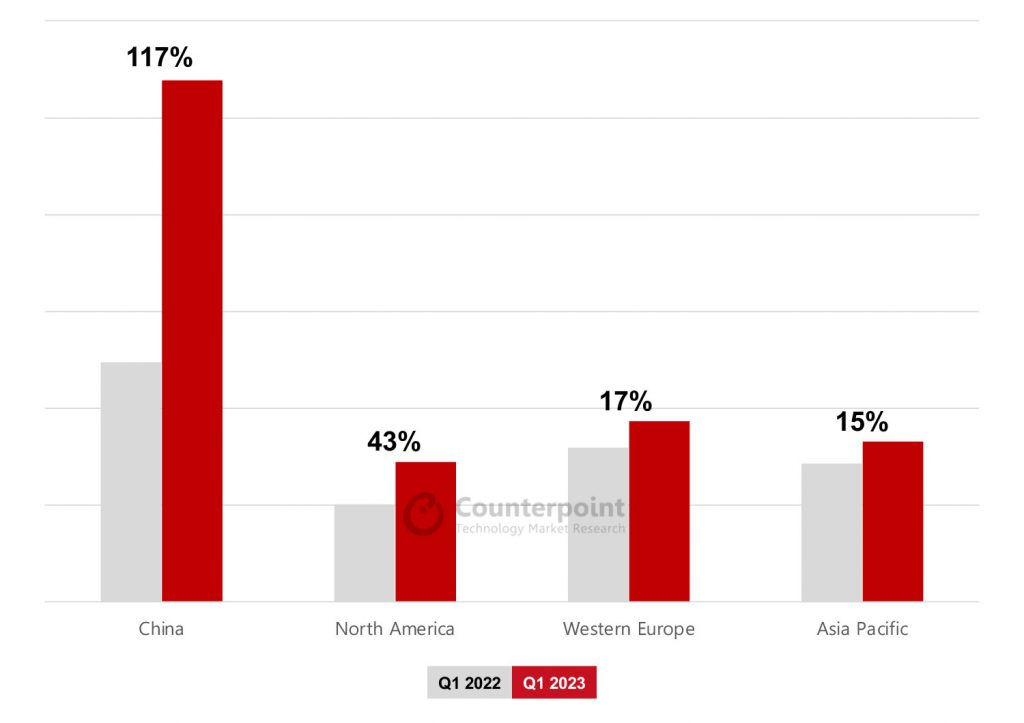 117%
43%
17%
15%
Counterpoint
Technology Market Research
China
North America
Western Europe
Asia Pacific
Q1 2022
Q1 2023